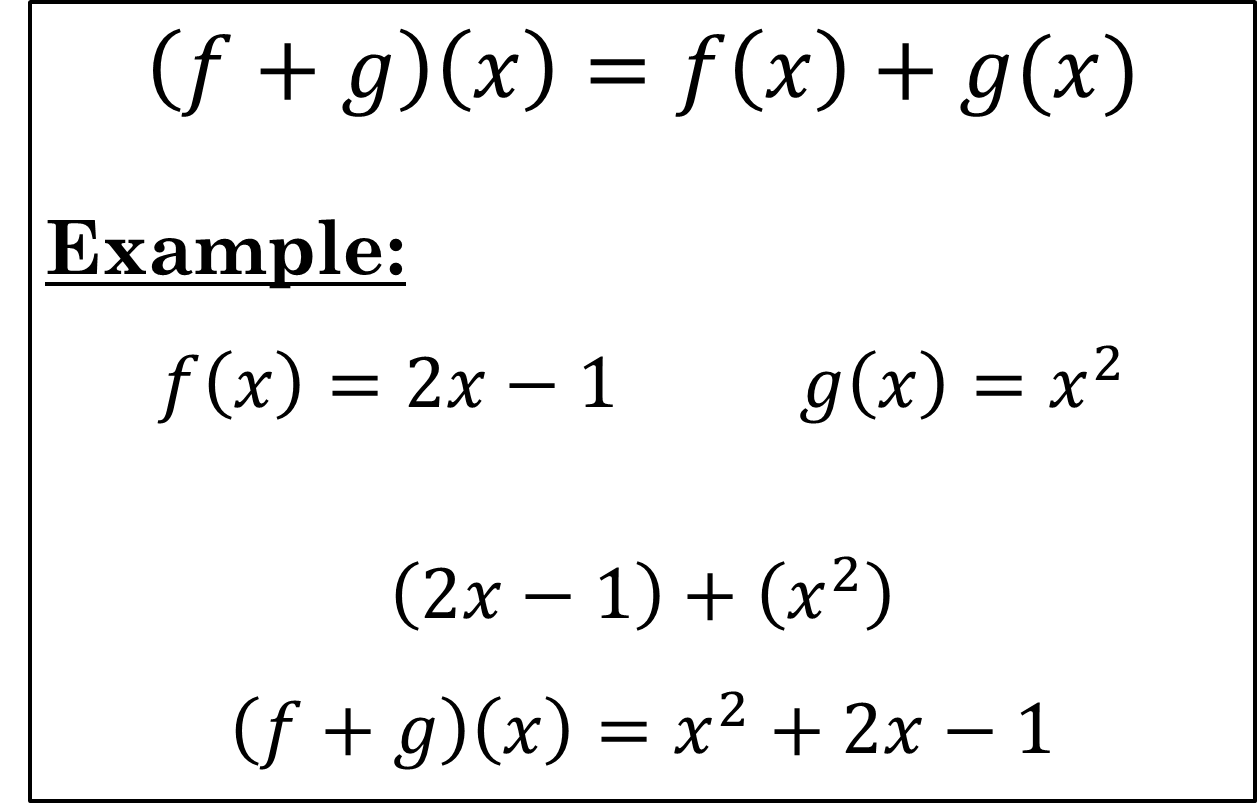 (f + g)(x) = f(x) + g(x)
Example:
f(x) = 2x − 1 g(x) = x²
(2x − 1) + (x²)
(f + g)(x) = x² + 2x − 1